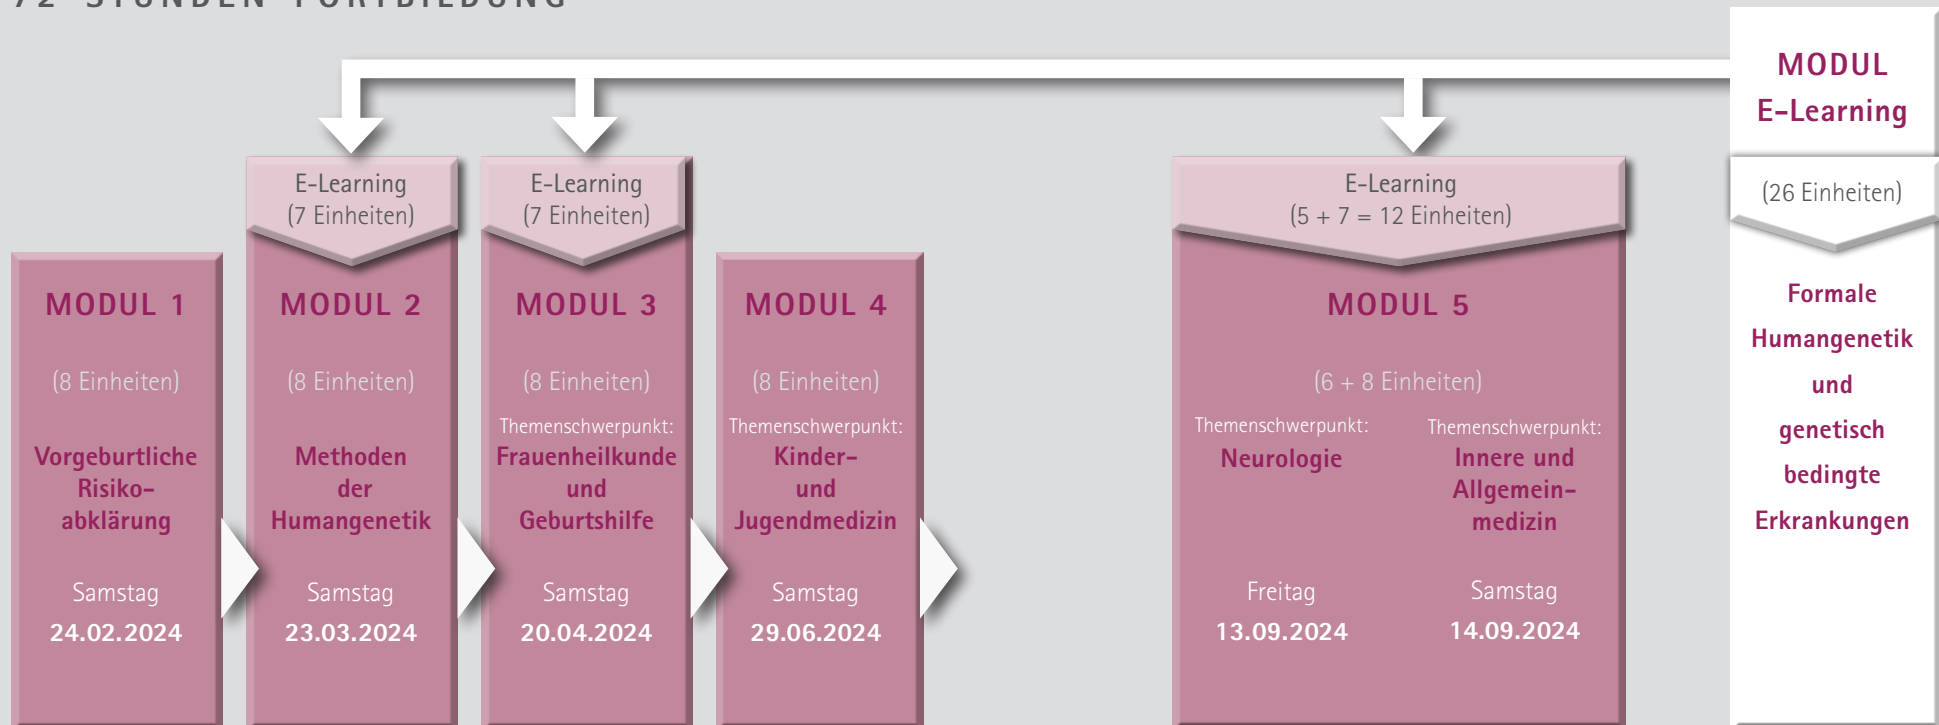 72 STUNDEN FORTBILDUNG
MODUL
E-Learning
(26 Einheiten)
Formale
Humangenetik
und
genetisch
bedingte
Erkrankungen
MODUL 1
(8 Einheiten)
Vorgeburtliche
Risiko-
abklärung
Samstag
24.02.2024
E-Learning
(7 Einheiten)
MODUL 2
(8 Einheiten)
Methoden
der
Humangenetik
Samstag
23.03.2024
E-Learning
(7 Einheiten)
MODUL 3
(8 Einheiten)
Themenschwerpunkt:
Frauenheilkunde
und
Geburtshilfe
Samstag
20.04.2024
MODUL 4
(8 Einheiten)
Themenschwerpunkt:
Kinder-
und
Jugendmedizin
Samstag
29.06.2024
E-Learning
(5 + 7 = 12 Einheiten)
MODUL 5
(6 + 8 Einheiten)
Themenschwerpunkt:
Neurologie
Freitag
13.09.2024
Themenschwerpunkt:
Innere und
Allgemein-
medizin
Samstag
14.09.2024